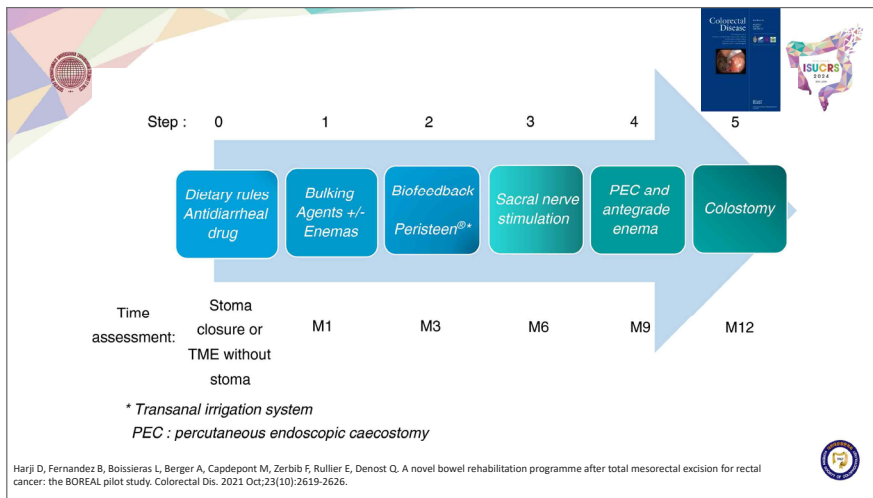 Colorectal
Disease
ISUCRS
2024
Step : 0 1 2 3 4 5
Dietary rules
Antidiarrheal
drug
Bulking
Agents +/-
Enemas
Biofeedback
Peristeen®*
Sacral nerve
stimulation
PEC and
antegrade
enema
Colostomy
Time
assessment:
Stoma
closure or
TME without
stoma
M1 M3 M6 M9 M12
* Transanal irrigation system
PEC : percutaneous endoscopic caecostomy
Harji D, Fernandez B, Boissieras L, Berger A, Capdepont M, Zerbib F, Rullier E, Denost Q. A novel bowel rehabilitation programme after total mesorectal excision for rectal
cancer: the BOREAL pilot study. Colorectal Dis. 2021 Oct;23(10):2619-2626.